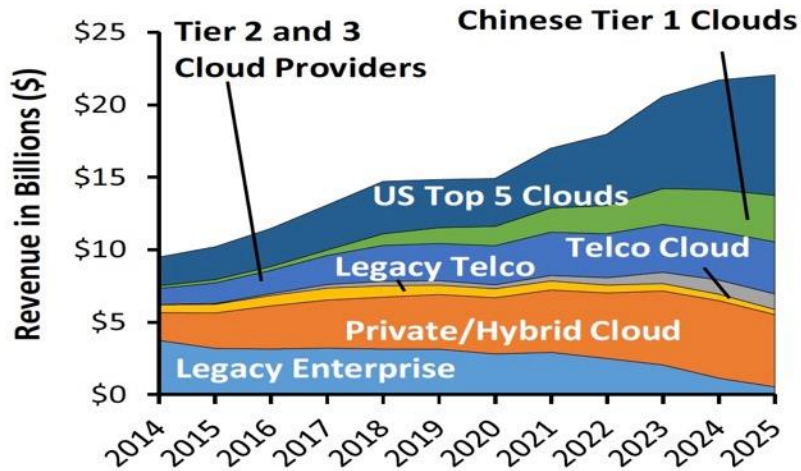 Chinese Tier 1 Clouds
Tier 2 and 3
Cloud Providers
Revenue in Billions ($)
$25
$20
$15
$10
$5
$0
US Top 5 Clouds
Telco Cloud
Legacy Telco
Private/Hybrid Cloud
Legacy Enterprise
2014
2015
2016
2017
2018
2019
2020
2021
2022
2023
2024
2025